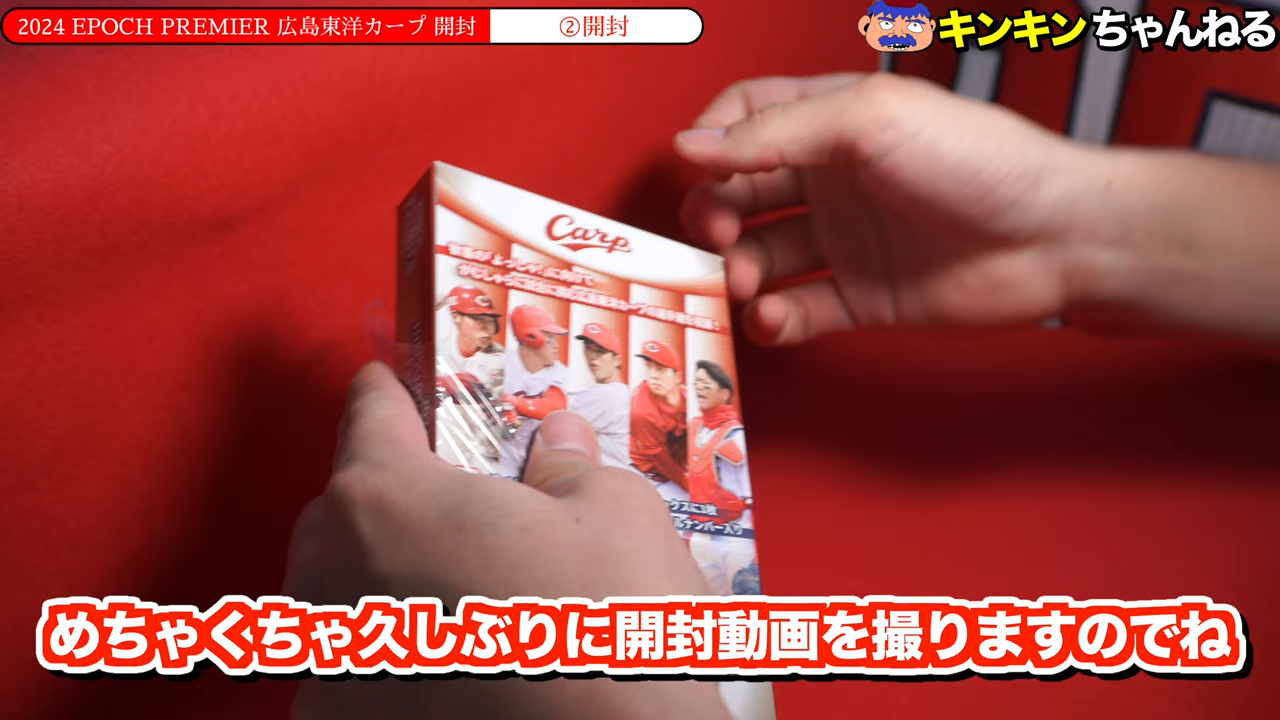 2024 EPOCH PREMIER 広島東洋カープ 開封
②開封
キンキンちゃんねる
Carp
めちゃくちゃ久しぶりに開封動画を撮りますのでね